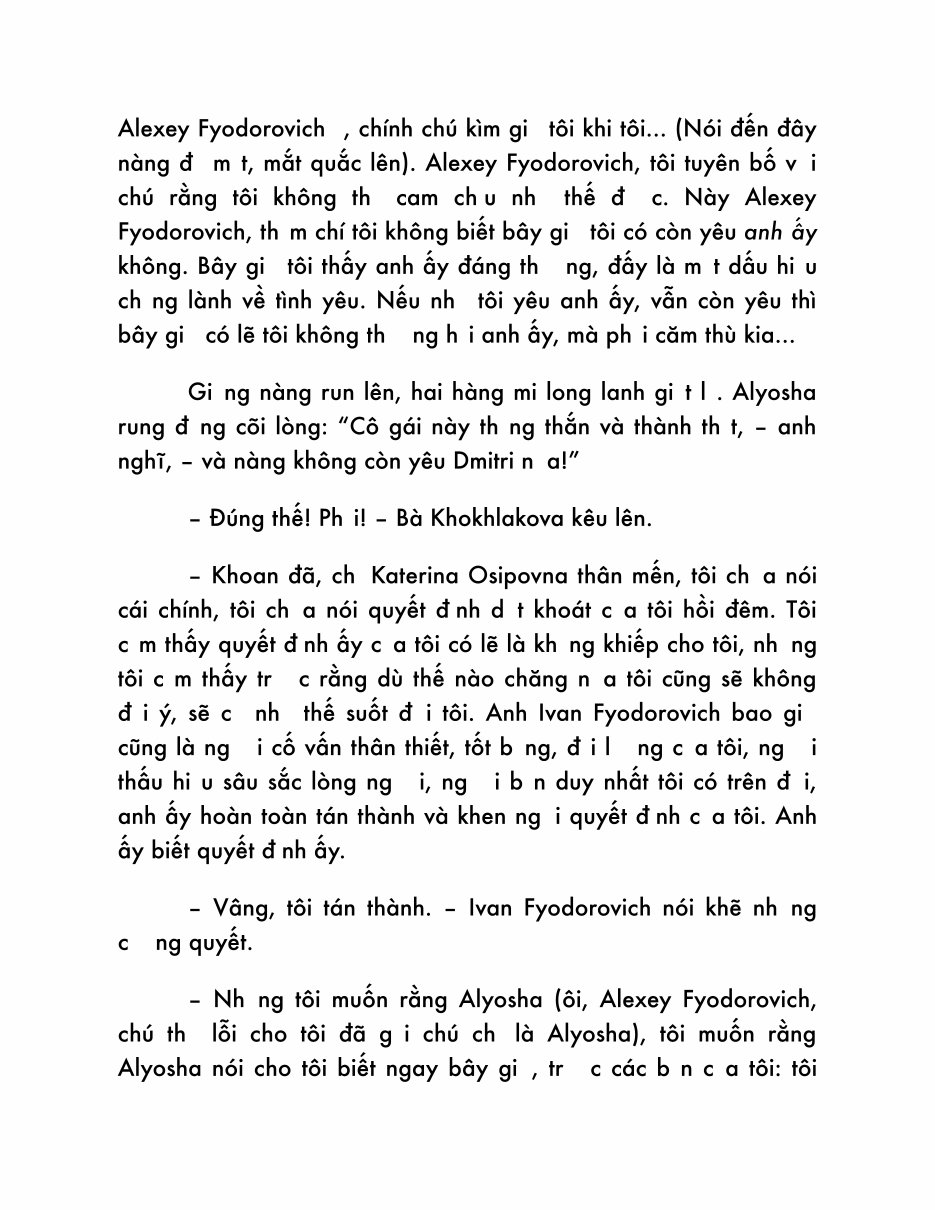 Alexey Fyodorovich  , chính chú kìm gi  tôi khi tôi... (Nói đến đây
nàng đ  m t, mắt quắc lên). Alexey Fyodorovich, tôi tuyên bố v i
chú rằng tôi không th  cam ch u nh  thế đ  c. Này Alexey
Fyodorovich, th m chí tôi không biết bây gi  tôi có còn yêu anh ấy
không. Bây gi  tôi thấy anh ấy đáng th  ng, đấy là m t dấu hi u
ch ng lành về tình yêu. Nếu nh  tôi yêu anh ấy, vẫn còn yêu thì
bây gi  có lẽ tôi không th  ng h i anh ấy, mà ph i căm thù kia...
Gi ng nàng run lên, hai hàng mi long lanh gi t l . Alyosha
rung đ ng cõi lòng: “Cô gái này th ng thắn và thành th t, – anh
nghĩ, – và nàng không còn yêu Dmitri n a!”
– Đúng thế! Ph i! – Bà Khokhlakova kêu lên.
– Khoan đã, ch  Katerina Osipovna thân mến, tôi ch a nói
cái chính, tôi ch a nói quyết đ nh d t khoát c a tôi hồi đêm. Tôi
c m thấy quyết đ nh ấy c a tôi có lẽ là kh ng khiếp cho tôi, nh ng
tôi c m thấy tr  c rằng dù thế nào chăng n a tôi cũng sẽ không
đ i ý, sẽ c  nh  thế suốt đ i tôi. Anh Ivan Fyodorovich bao gi
cũng là ng  i cố vấn thân thiết, tốt b ng, đ i l  ng c a tôi, ng  i
thấu hi u sâu sắc lòng ng  i, ng  i b n duy nhất tôi có trên đ i,
anh ấy hoàn toàn tán thành và khen ng i quyết đ nh c a tôi. Anh
ấy biết quyết đ nh ấy.
– Vâng, tôi tán thành. – Ivan Fyodorovich nói khẽ nh ng
c  ng quyết.
– Nh ng tôi muốn rằng Alyosha (ôi, Alexey Fyodorovich,
chú th  lỗi cho tôi đã g i chú ch  là Alyosha), tôi muốn rằng
Alyosha nói cho tôi biết ngay bây gi , tr  c các b n c a tôi: tôi